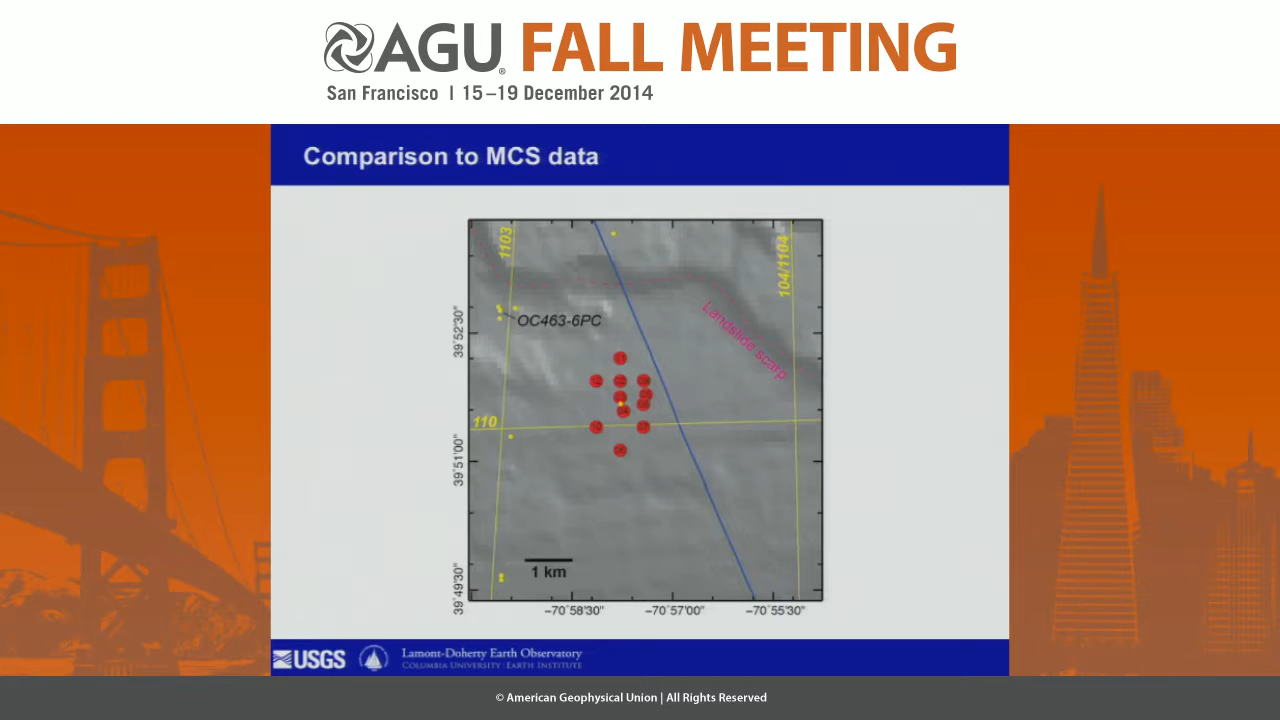 AGU® FALL MEETING
San Francisco | 15–19 December 2014
Comparison to MCS data
1103
104/1104
OC463-6PC
Landslide scarp
110
39˚52'30"
39˚51'00"
39˚49'30"
1 km
−70˚58'30"
−70˚57'00"
−70˚55'30"
USGS
Lamont-Doherty Earth Observatory
Columbia University | Earth Institute
© American Geophysical Union | All Rights Reserved